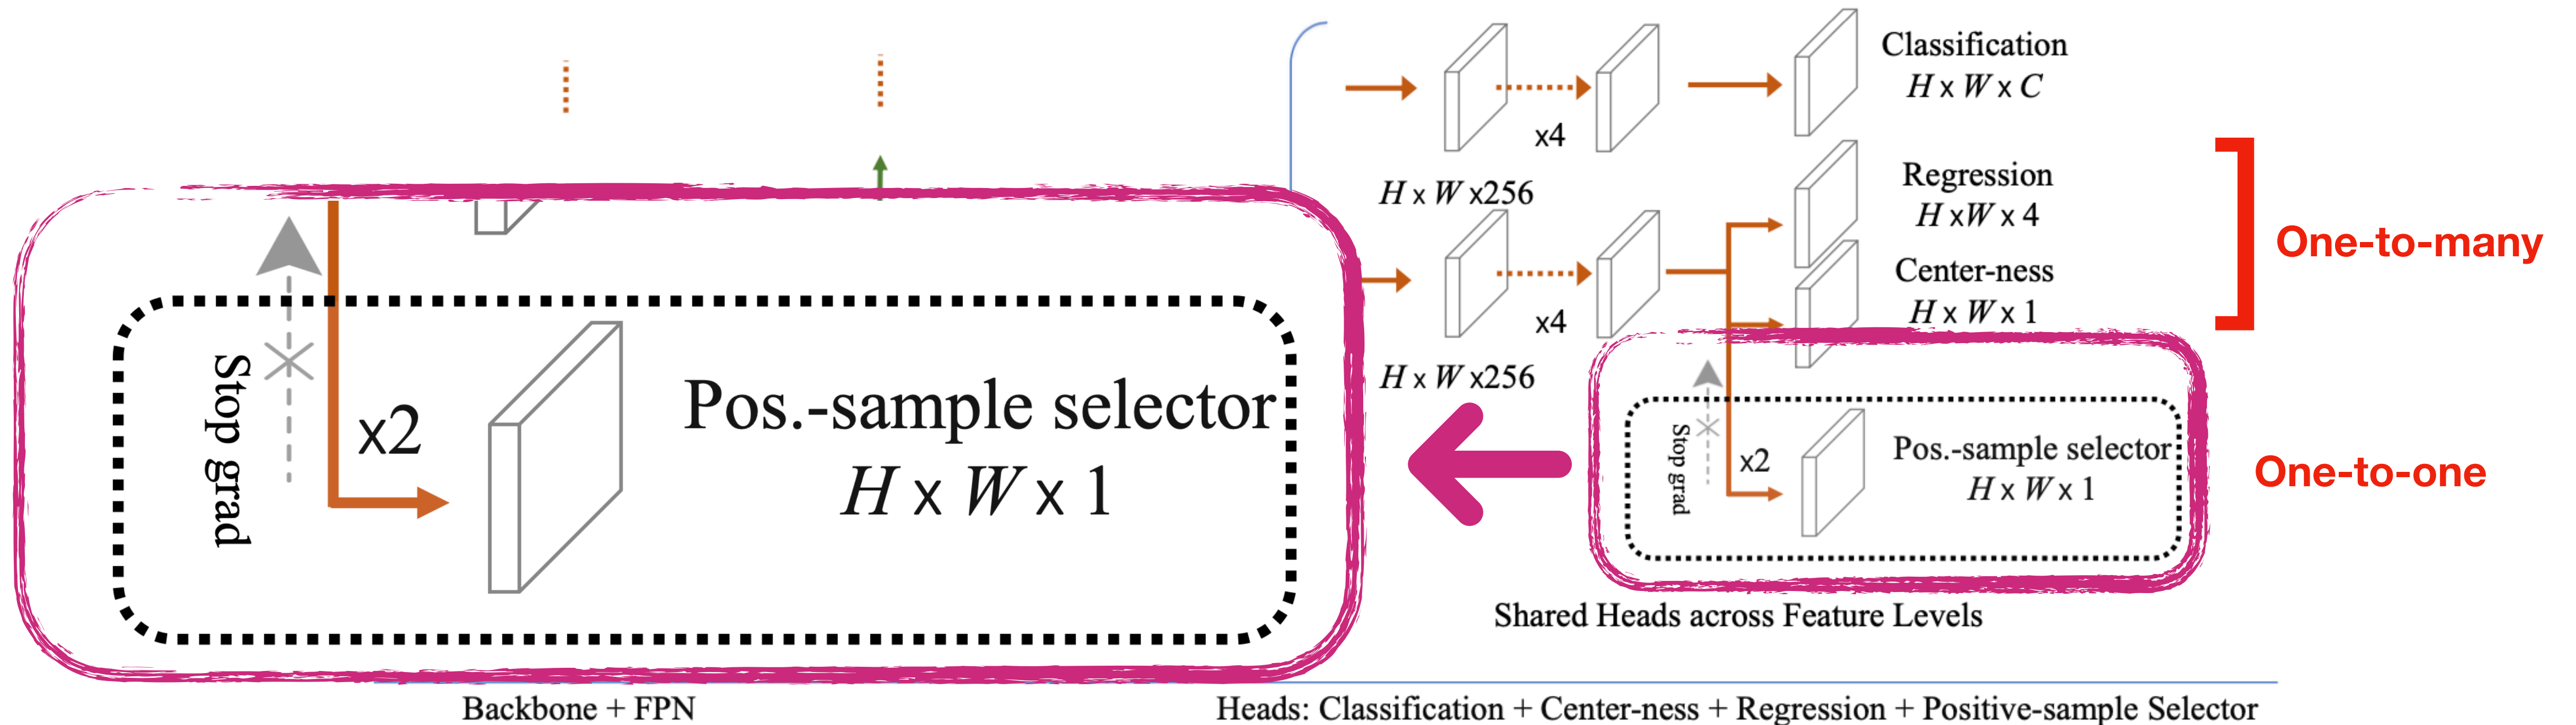 Classification
H x W x C
x4
H x W x256
Regression
H xW x 4
Center-ness
H x W x 1
x4
H x W x256
One-to-many
Stop grad
x2
Pos.-sample selector
H x W x 1
Stop grad
x2
Pos.-sample selector
H x W x 1
One-to-one
Shared Heads across Feature Levels
Backbone + FPN
Heads: Classification + Center-ness + Regression + Positive-sample Selector